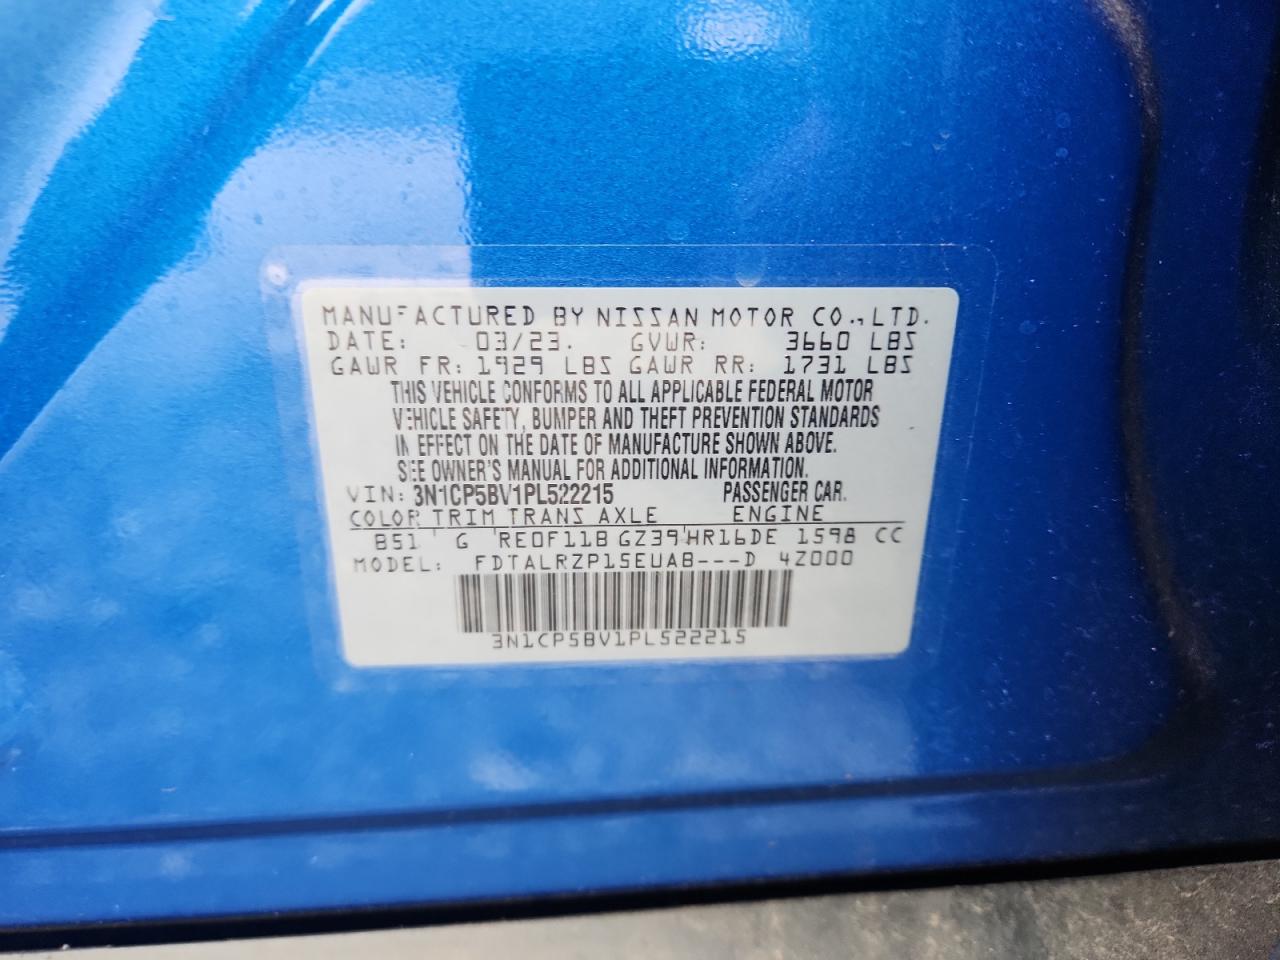 MANUFACTURED BY NISSAN MOTOR CO., LTD.
DATE: 03/23. GVWR: 3660 LBS
GAWR FR: 1929 LBS GAWR RR: 1731 LBS
THIS VEHICLE CONFORMS TO ALL APPLICABLE FEDERAL MOTOR
VEHICLE SAFETY, BUMPER AND THEFT PREVENTION STANDARDS
IN EFFECT ON THE DATE OF MANUFACTURE SHOWN ABOVE.
SEE OWNER'S MANUAL FOR ADDITIONAL INFORMATION.
VIN: 3N1CP5BV1PL522215 PASSENGER CAR.
COLOR TRIM TRANS AXLE ENGINE
B51 G RE0F11B GZ39 HR16DE 1598 CC
MODEL: FDTALRZP15EUAB---D 4Z000
3N1CP5BV1PL522215